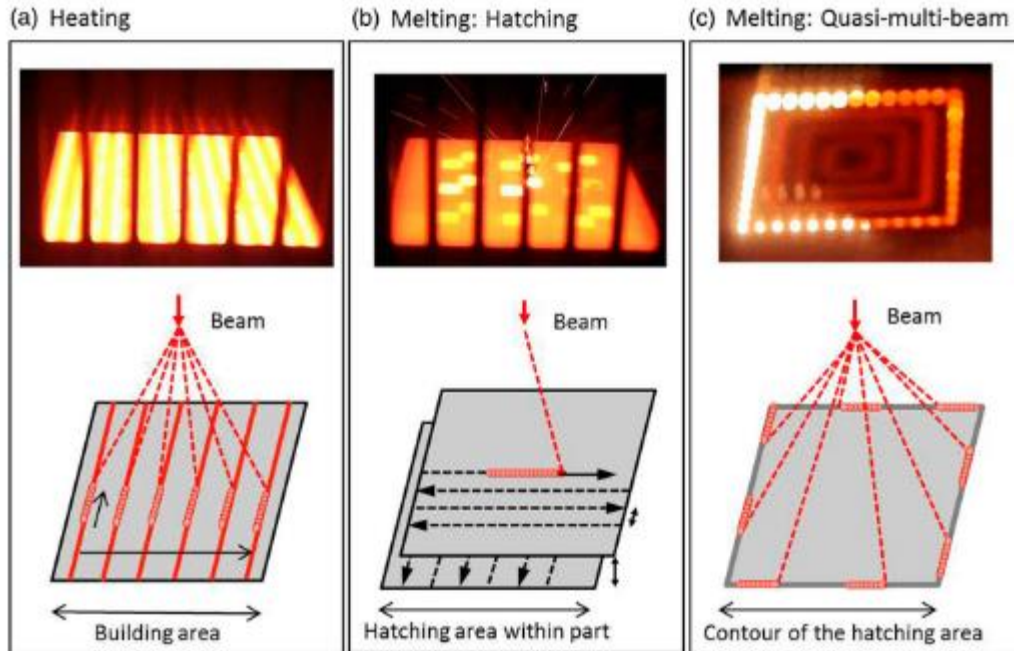 (a) Heating
(b) Melting: Hatching
(c) Melting: Quasi-multi-beam
Beam
Beam
Beam
Building area
Hatching area within part
Contour of the hatching area